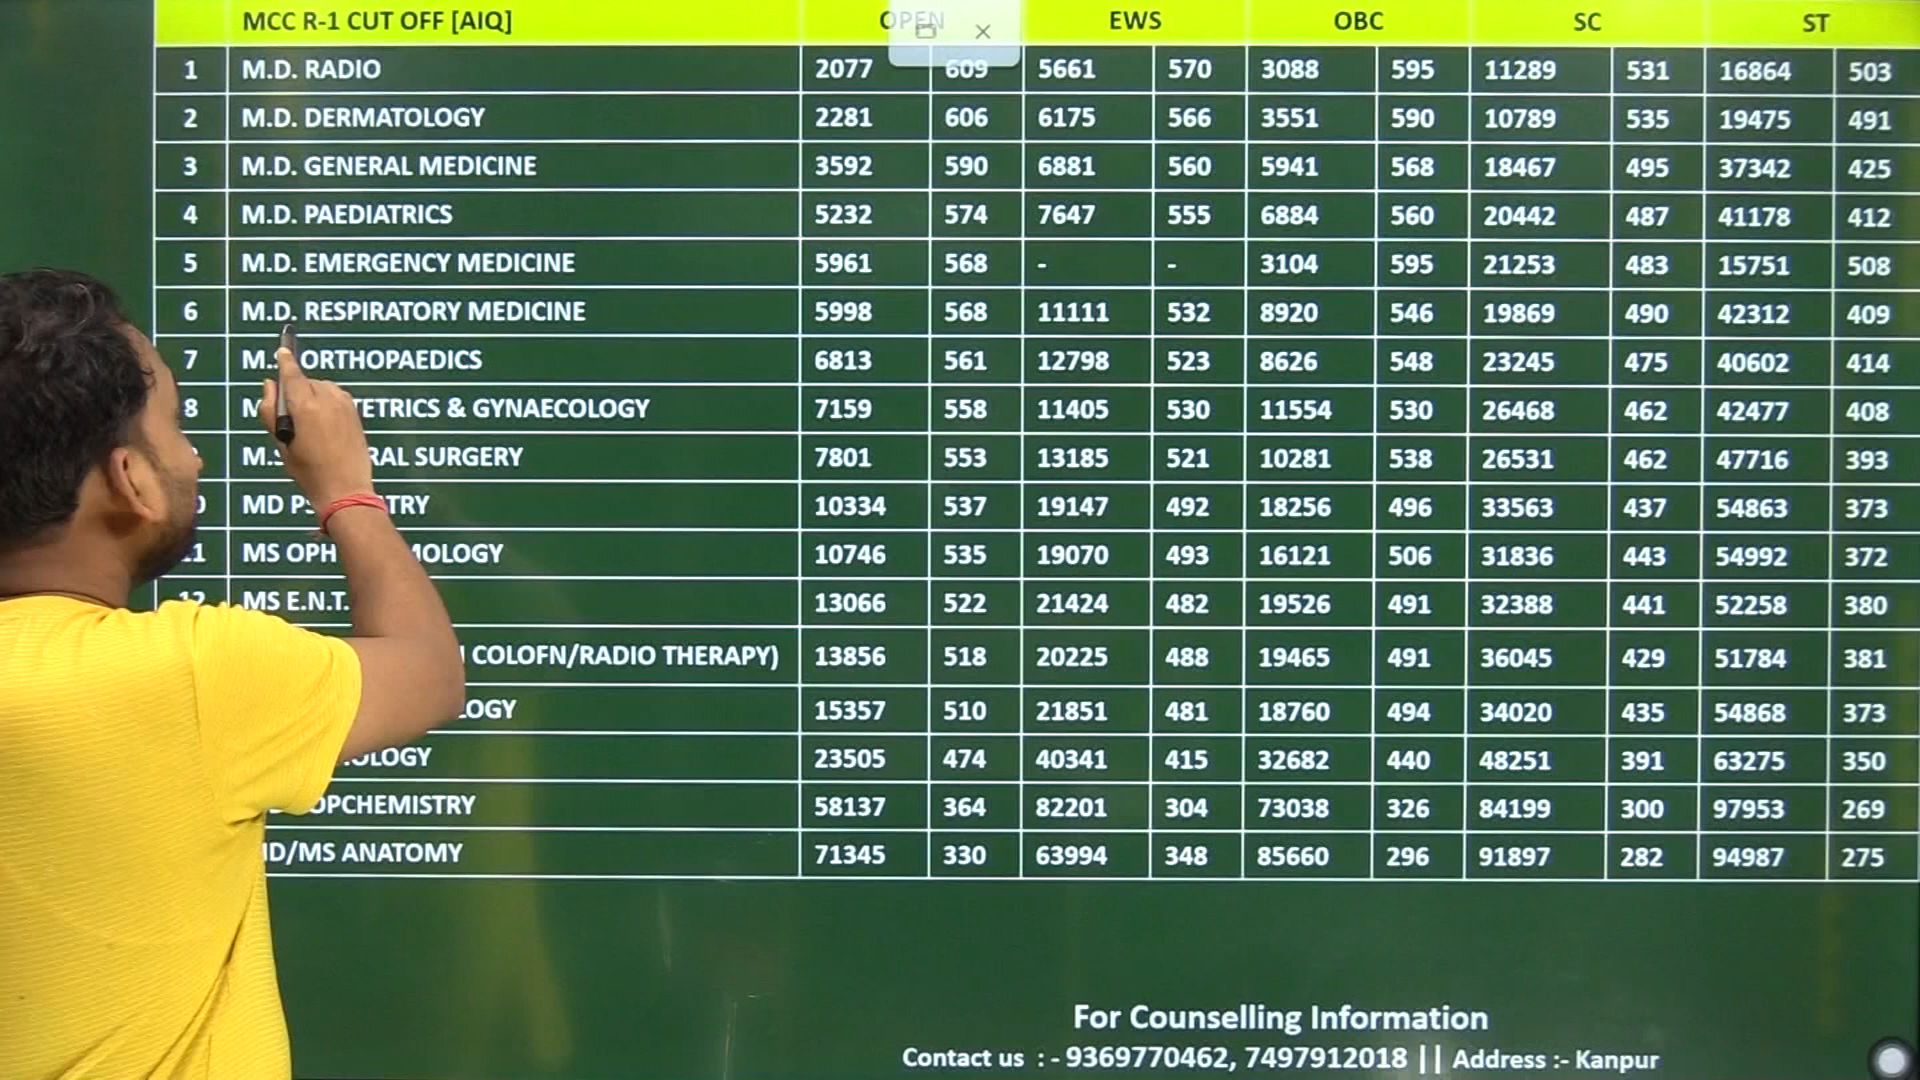 MCC R-1 CUT OFF [AIQ] OPEN EWS OBC SC ST
1 M.D. RADIO 2077 609 5661 570 3088 595 11289 531 16864 503
2 M.D. DERMATOLOGY 2281 606 6175 566 3551 590 10789 535 19475 491
3 M.D. GENERAL MEDICINE 3592 590 6881 560 5941 568 18467 495 37342 425
4 M.D. PAEDIATRICS 5232 574 7647 555 6884 560 20442 487 41178 412
5 M.D. EMERGENCY MEDICINE 5961 568 - - 3104 595 21253 483 15751 508
6 M.D. RESPIRATORY MEDICINE 5998 568 11111 532 8920 546 19869 490 42312 409
7 M.S. ORTHOPAEDICS 6813 561 12798 523 8626 548 23245 475 40602 414
8 TETRICS & GYNAECOLOGY 7159 558 11405 530 11554 530 26468 462 42477 408
M.S RAL SURGERY 7801 553 13185 521 10281 538 26531 462 47716 393
MD PS TRY 10334 537 19147 492 18256 496 33563 437 54863 373
11 MS OPH MOLOGY 10746 535 19070 493 16121 506 31836 443 54992 372
12 MS E.N.T. 13066 522 21424 482 19526 491 32388 441 52258 380
COLOFN/RADIO THERAPY) 13856 518 20225 488 19465 491 36045 429 51784 381
OGY 15357 510 21851 481 18760 494 34020 435 54868 373
OLOGY 23505 474 40341 415 32682 440 48251 391 63275 350
OPCHEMISTRY 58137 364 82201 304 73038 326 84199 300 97953 269
D/MS ANATOMY 71345 330 63994 348 85660 296 91897 282 94987 275
For Counselling Information
Contact us : - 9369770462, 7497912018 || Address :- Kanpur